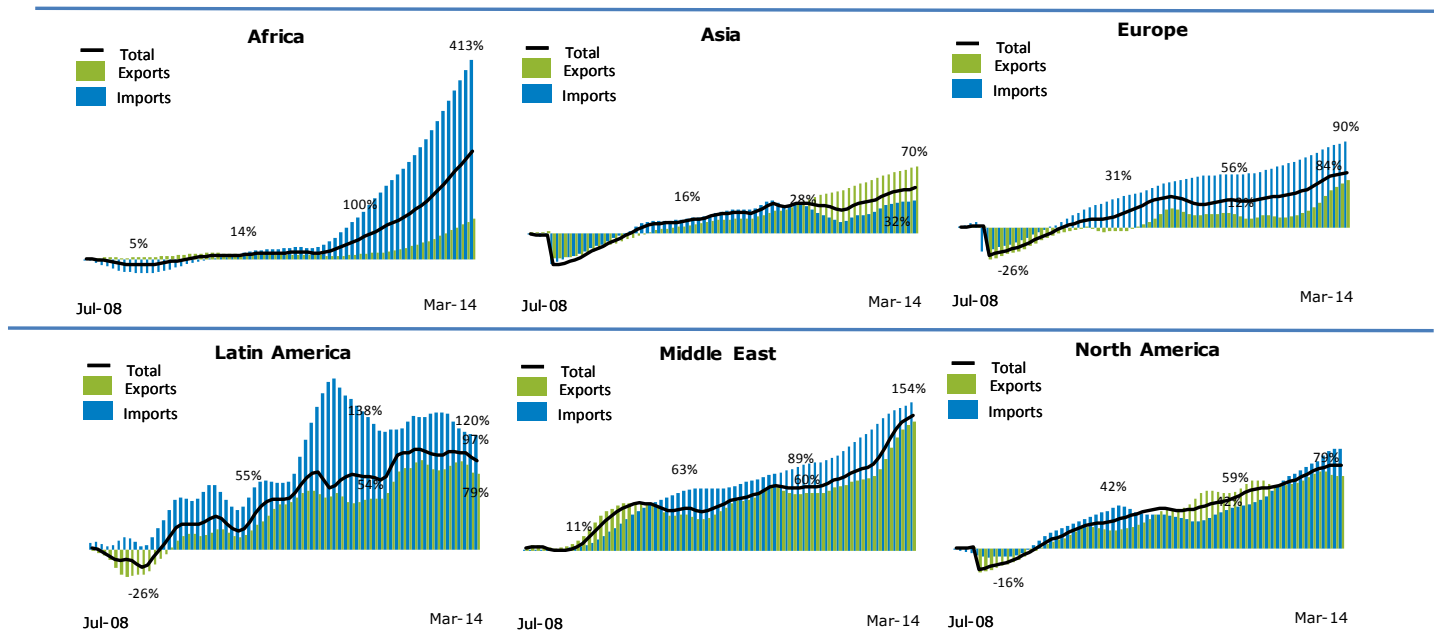 Africa
Total
Exports
Imports
413%
100%
14%
5%
Jul-08
Mar-14
Asia
Total
Exports
Imports
70%
16%
28%
32%
Mar-14
Jul-08
Europe
Total
Exports
Imports
90%
84%
56%
31%
12%
-26%
Mar-14
Jul-08
Latin America
Total
Exports
Imports
138%
120%
97%
55%
54%
79%
-26%
Mar-14
Jul-08
Middle East
Total
Exports
Imports
154%
89%
63%
60%
11%
Mar-14
Jul-08
North America
Total
Exports
Imports
79%
59%
42%
42%
-16%
Mar-14
Jul-08